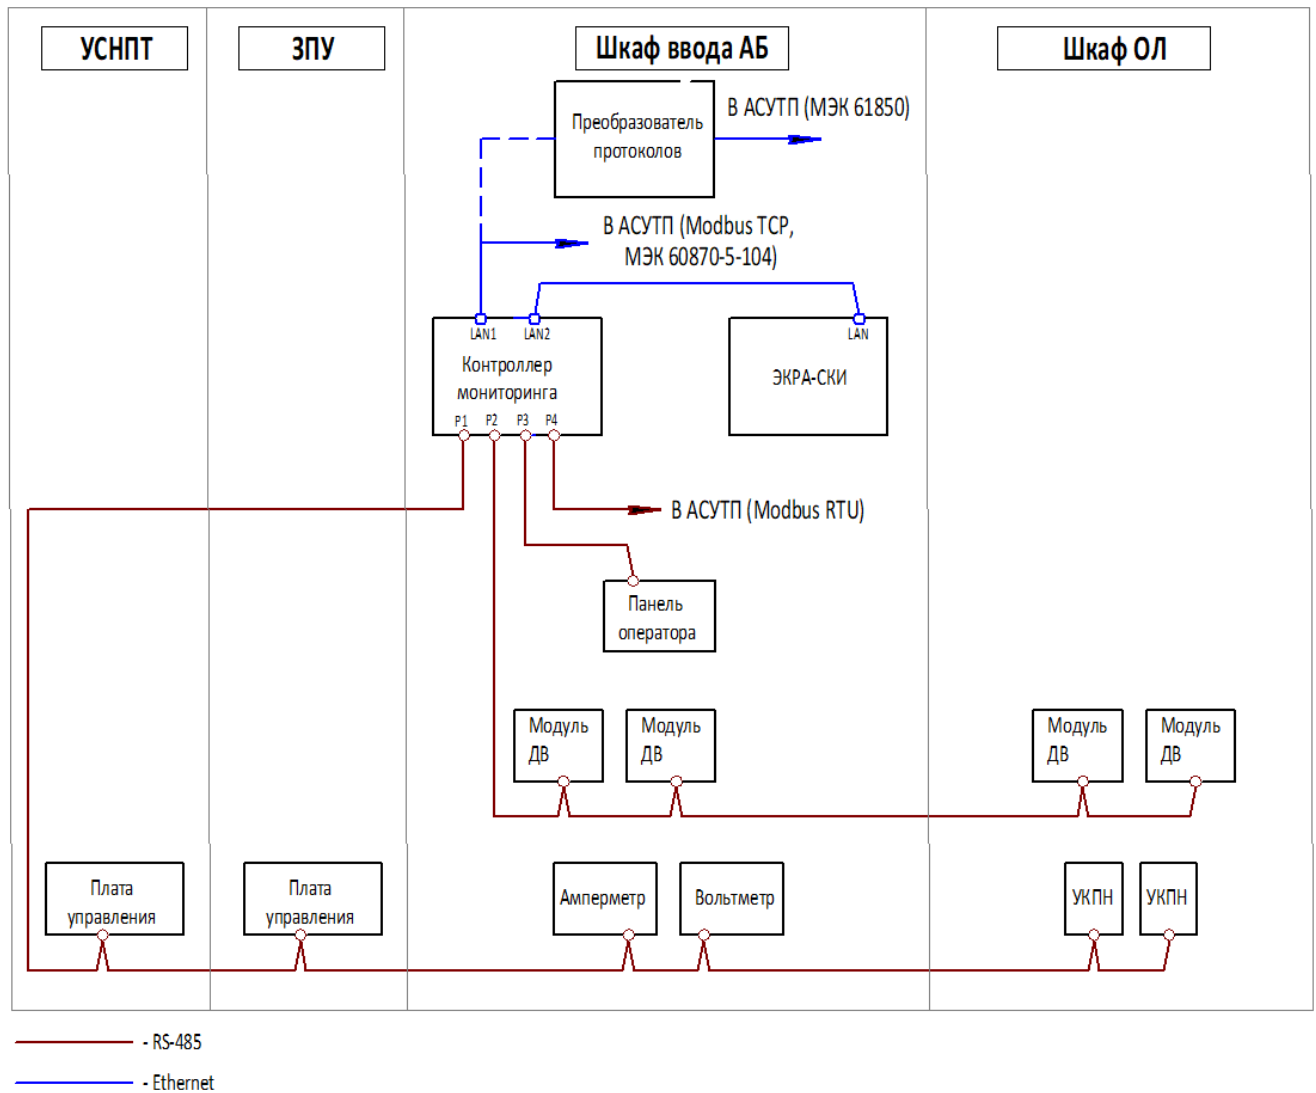 УСНПТ
ЗПУ
Шкаф ввода АБ
Шкаф ОЛ
Преобразователь
протоколов
В АСУТП (МЭК 61850)
В АСУТП (Modbus TCP,
МЭК 60870-5-104)
LAN1
LAN2
LAN
Контроллер
мониторинга
ЭКРА-СКИ
P1
P2
P3
P4
В АСУТП (Modbus RTU)
Панель
оператора
Модуль
ДВ
Модуль
ДВ
Модуль
ДВ
Модуль
ДВ
Плата
управления
Плата
управления
Амперметр
Вольтметр
УКПН
УКПН
- RS-485
- Ethernet